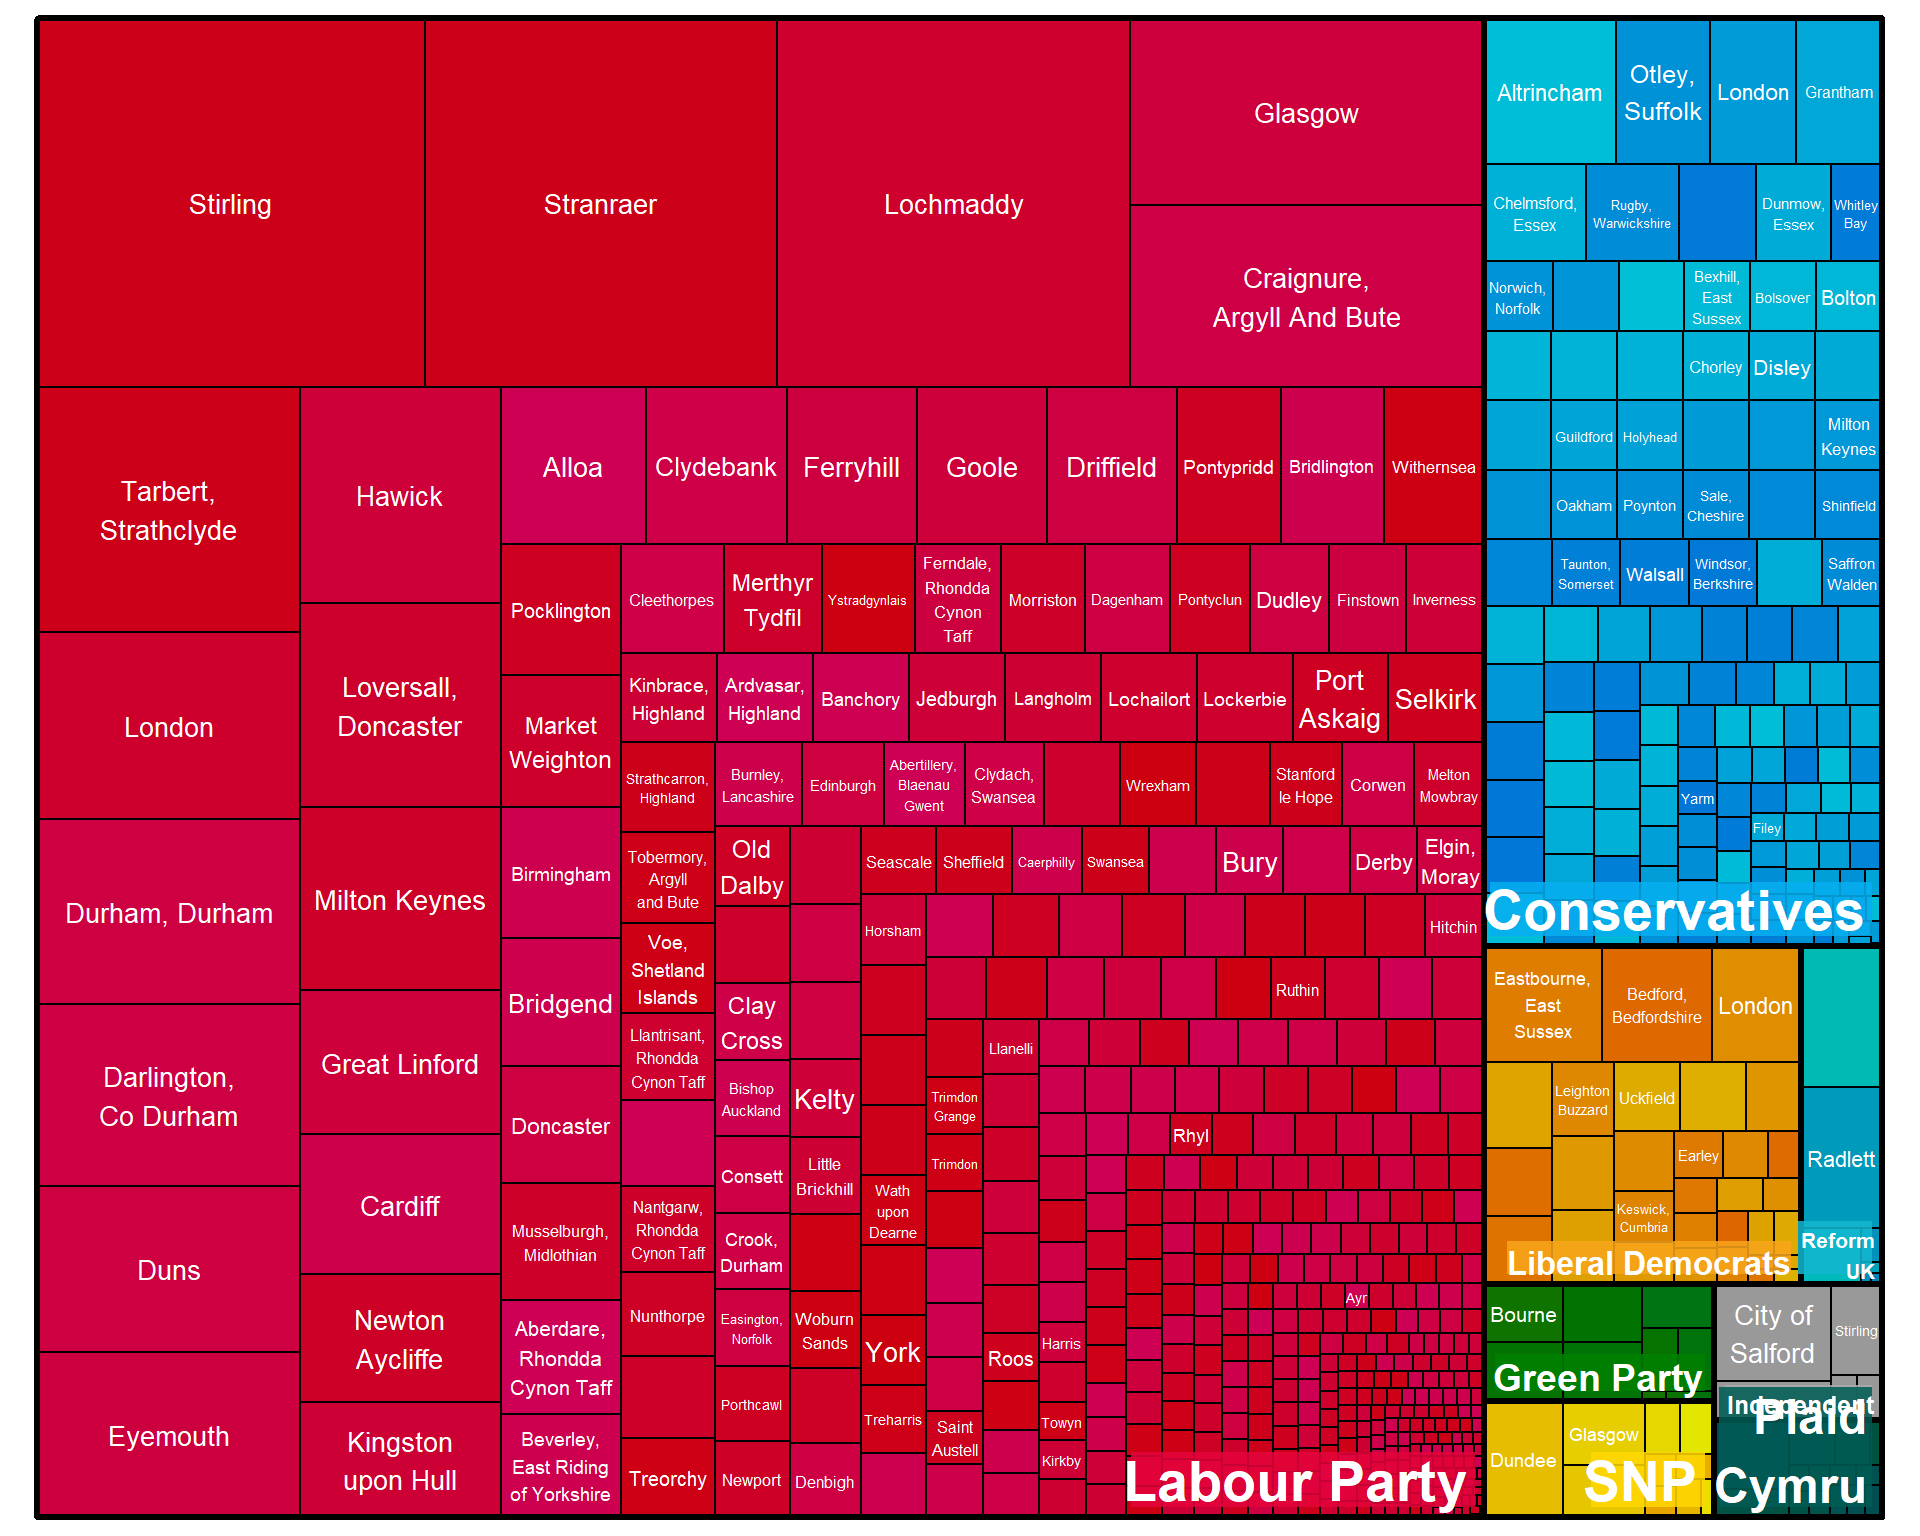 Stirling
Stranraer
Lochmaddy
Glasgow
Craignure,
Argyll And Bute
Tarbert,
Strathclyde
London
Durham, Durham
Darlington,
Co Durham
Duns
Eyemouth
Hawick
Loversall,
Doncaster
Milton Keynes
Great Linford
Cardiff
Newton
Aycliffe
Kingston
upon Hull
Alloa
Clydebank
Ferryhill
Goole
Driffield
Pontypridd
Bridlington
Withernsea
Pocklington
Market
Weighton
Birmingham
Bridgend
Doncaster
Musselburgh,
Midlothian
Aberdare,
Rhondda
Cynon Taff
Beverley,
East Riding
of Yorkshire
Cleethorpes
Merthyr
Tydfil
Ystradgynlais
Ferndale,
Rhondda
Cynon
Taff
Morriston
Dagenham
Pontyclun
Dudley
Finstown
Inverness
Kinbrace,
Highland
Ardvasar,
Highland
Banchory
Jedburgh
Langholm
Lochailort
Lockerbie
Port
Askaig
Selkirk
Strathcarron,
Highland
Tobermory,
Argyll
and Bute
Voe,
Shetland
Islands
Llantrisant,
Rhondda
Cynon Taff
Nantgarw,
Rhondda
Cynon Taff
Nunthorpe
Treorchy
Burnley,
Lancashire
Edinburgh
Abertillery,
Blaenau
Gwent
Clydach,
Swansea
Wrexham
Stanford
le Hope
Corwen
Melton
Mowbray
Old
Dalby
Clay
Cross
Bishop
Auckland
Consett
Crook,
Durham
Easington,
Norfolk
Porthcawl
Newport
Kelty
Little
Brickhill
Woburn
Sands
Denbigh
Seascale
Sheffield
Caerphilly
Swansea
Bury
Derby
Elgin,
Moray
Horsham
Hitchin
Ruthin
Wath
upon
Dearne
York
Treharris
Trimdon
Grange
Trimdon
Saint
Austell
Llanelli
Roos
Rhyl
Harris
Towyn
Kirkby
Ayr
Labour Party
Altrincham
Otley,
Suffolk
London
Grantham
Chelmsford,
Essex
Rugby,
Warwickshire
Dunmow,
Essex
Whitley
Bay
Norwich,
Norfolk
Bexhill,
East
Sussex
Bolsover
Bolton
Chorley
Disley
Guildford
Holyhead
Milton
Keynes
Oakham
Poynton
Sale,
Cheshire
Shinfield
Taunton,
Somerset
Walsall
Windsor,
Berkshire
Saffron
Walden
Yarm
Filey
Conservatives
Eastbourne,
East
Sussex
Bedford,
Bedfordshire
London
Leighton
Buzzard
Uckfield
Earley
Keswick,
Cumbria
Liberal Democrats
Radlett
Reform
UK
Bourne
Green Party
City of
Salford
Stirling
Independent
Dundee
Glasgow
SNP
Plaid
Cymru